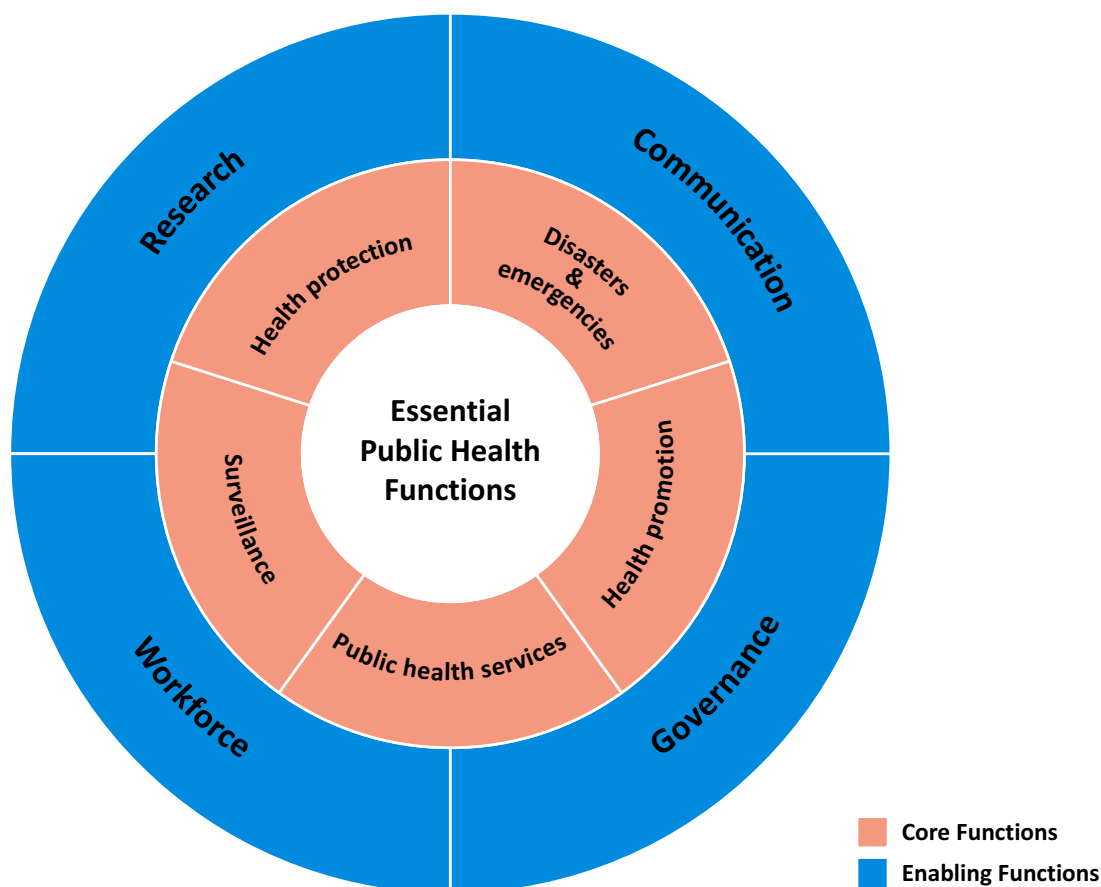 Research
Communication
Health protection
Disasters
&
emergencies
Essential
Public Health
Functions
Surveillance
Health promotion
Public health services
Workforce
Governance
Core Functions
Enabling Functions